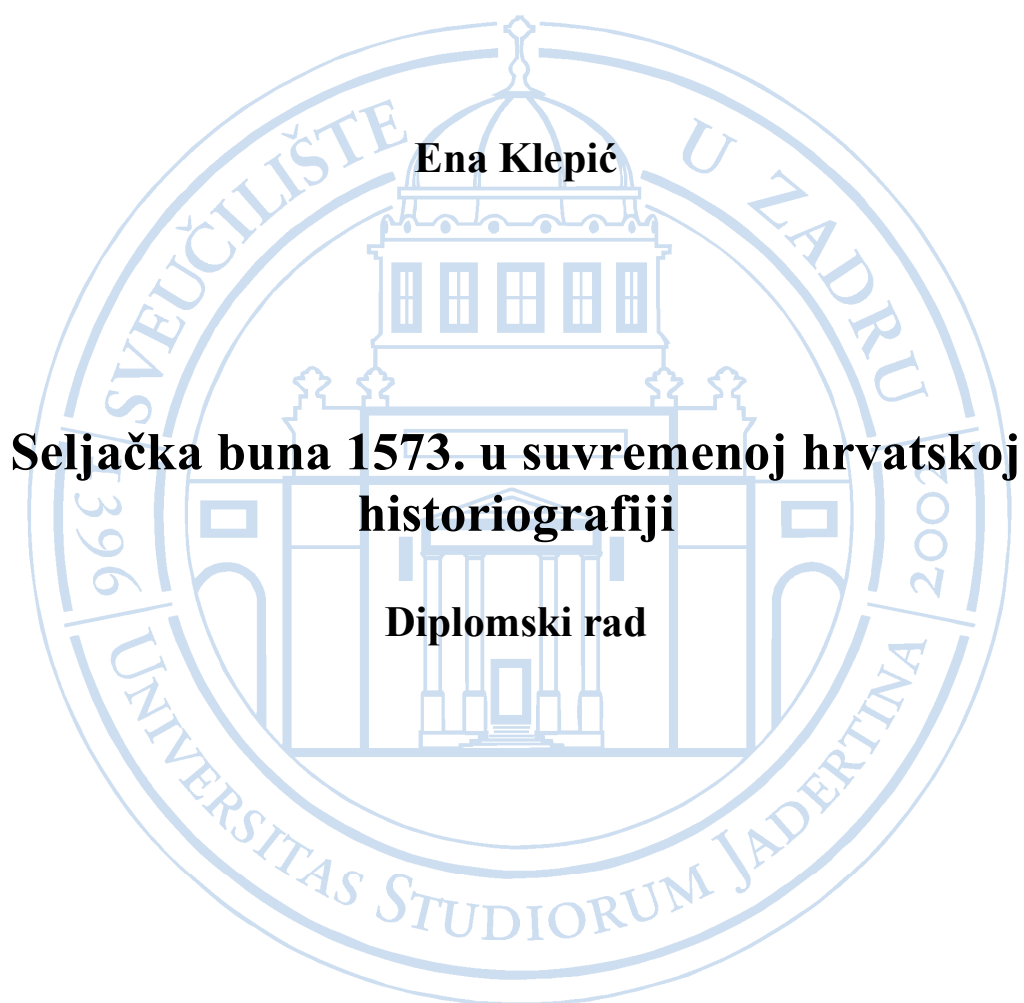 Ena Klepić
Seljačka buna 1573. u suvremenoj hrvatskoj
historiografiji
Diplomski rad
SVEUČILIŠTE U ZADRU
1396
2002
UNIVERSITAS STUDIORUM JADERTINA